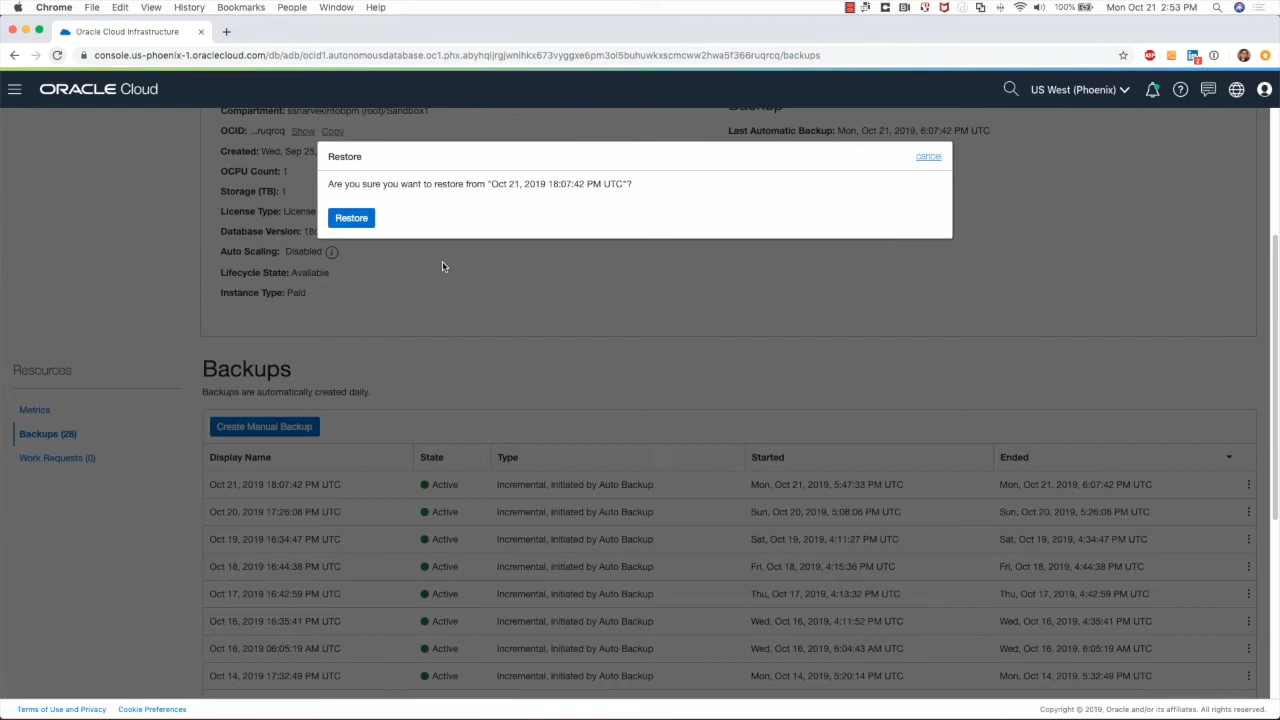 Chrome File Edit View History Bookmarks People Window Help 100% Mon Oct 21 2:53 PM
Oracle Cloud Infrastructure
console.us-phoenix-1.oraclecloud.com/db/adb/ocid1.autonomousdatabase.oc1.phx.abyhqljrgjwnihkx673vyggxe6pm3ol5buhuwkxscmcww2hwa5f366ruqrcq/backups
ORACLE Cloud US West (Phoenix)
Compartment: ssnarvekintobpm (/oct)/Sandbox1 Backup
OCID: ...ruqrcq Show Copy Last Automatic Backup: Mon, Oct 21, 2019, 6:07:42 PM UTC
Created: Wed, Sep 25,
Restore cancel
OCPU Count: 1
Are you sure you want to restore from "Oct 21, 2019 18:07:42 PM UTC"?
Storage (TB): 1
License Type: License
Restore
Database Version: 18c
Auto Scaling: Disabled i
Lifecycle State: Available
Instance Type: Paid
Resources
Metrics
Backups (28)
Work Requests (0)
Backups
Backups are automatically created daily.
Create Manual Backup
Display Name State Type Started Ended
Oct 21, 2019 18:07:42 PM UTC Active Incremental, initiated by Auto Backup Mon, Oct 21, 2019, 5:47:33 PM UTC Mon, Oct 21, 2019, 6:07:42 PM UTC
Oct 20, 2019 17:26:08 PM UTC Active Incremental, initiated by Auto Backup Sun, Oct 20, 2019, 5:08:06 PM UTC Sun, Oct 20, 2019, 5:26:08 PM UTC
Oct 19, 2019 16:34:47 PM UTC Active Incremental, initiated by Auto Backup Sat, Oct 19, 2019, 4:11:27 PM UTC Sat, Oct 19, 2019, 4:34:47 PM UTC
Oct 18, 2019 16:44:38 PM UTC Active Incremental, initiated by Auto Backup Fri, Oct 18, 2019, 4:15:36 PM UTC Fri, Oct 18, 2019, 4:44:38 PM UTC
Oct 17, 2019 16:42:59 PM UTC Active Incremental, initiated by Auto Backup Thu, Oct 17, 2019, 4:13:32 PM UTC Thu, Oct 17, 2019, 4:42:59 PM UTC
Oct 16, 2019 16:35:41 PM UTC Active Incremental, initiated by Auto Backup Wed, Oct 16, 2019, 4:11:52 PM UTC Wed, Oct 16, 2019, 4:35:41 PM UTC
Oct 16, 2019 06:05:19 AM UTC Active Incremental, initiated by Auto Backup Wed, Oct 16, 2019, 6:04:43 AM UTC Wed, Oct 16, 2019, 6:05:19 AM UTC
Oct 14, 2019 17:32:49 PM UTC Active Incremental, initiated by Auto Backup Mon, Oct 14, 2019, 5:20:14 PM UTC Mon, Oct 14, 2019, 5:32:49 PM UTC
Terms of Use and Privacy Cookie Preferences Copyright © 2019, Oracle and/or its affiliates. All rights reserved.